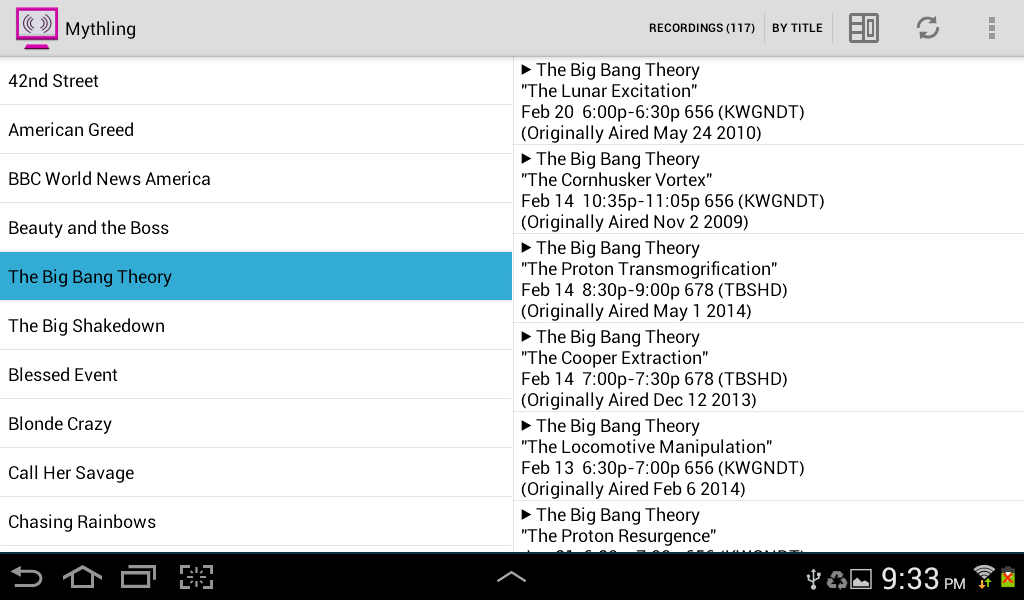 Mythling
RECORDINGS (117)
BY TITLE
42nd Street
American Greed
BBC World News America
Beauty and the Boss
The Big Bang Theory
The Big Shakedown
Blessed Event
Blonde Crazy
Call Her Savage
Chasing Rainbows
The Big Bang Theory
"The Lunar Excitation"
Feb 20 6:00p-6:30p 656 (KWGNDT)
(Originally Aired May 24 2010)
The Big Bang Theory
"The Cornhusker Vortex"
Feb 14 10:35p-11:05p 656 (KWGNDT)
(Originally Aired Nov 2 2009)
The Big Bang Theory
"The Proton Transmogrification"
Feb 14 8:30p-9:00p 678 (TBSHD)
(Originally Aired May 1 2014)
The Big Bang Theory
"The Cooper Extraction"
Feb 14 7:00p-7:30p 678 (TBSHD)
(Originally Aired Dec 12 2013)
The Big Bang Theory
"The Locomotive Manipulation"
Feb 13 6:30p-7:00p 656 (KWGNDT)
(Originally Aired Feb 6 2014)
The Big Bang Theory
"The Proton Resurgence"
9:33 PM